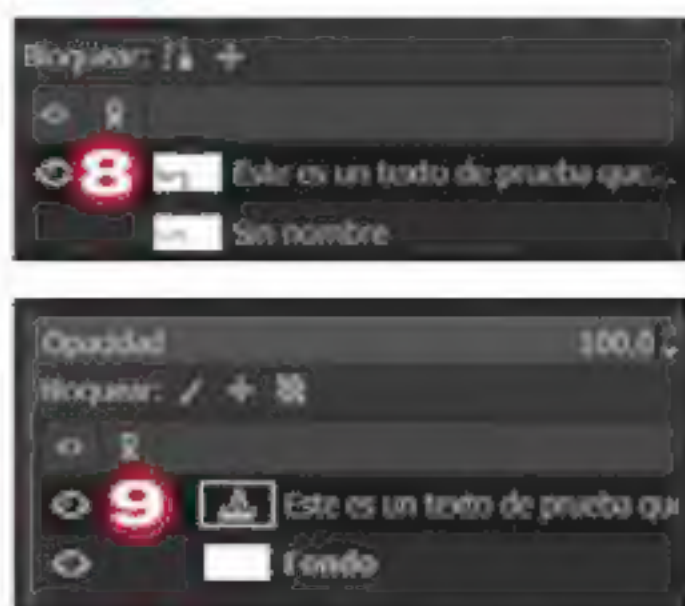 Bloquear:
8 Este es un texto de prueba que...
Sin nombre
Opacidad 100,0
Bloquear:
9 Este es un texto de prueba qu
Fondo